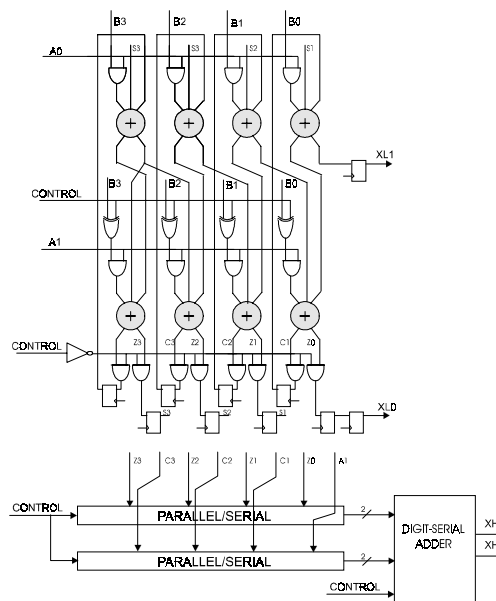 B3 B2 B1 B0
A0 S3 S3 S2 S1
+ + + +
XL1
B3 B2 B1 B0
CONTROL
A1
+ + + +
Z3 C3 Z2 C2 Z1 C1 Z0
CONTROL
S3 S2 S1 XL0
Z3 C3 Z2 C2 Z1 C1 Z0 A1
CONTROL
PARALLEL/SERIAL 2
PARALLEL/SERIAL 2
DIGIT-SERIAL
ADDER
XH
XH
CONTROL